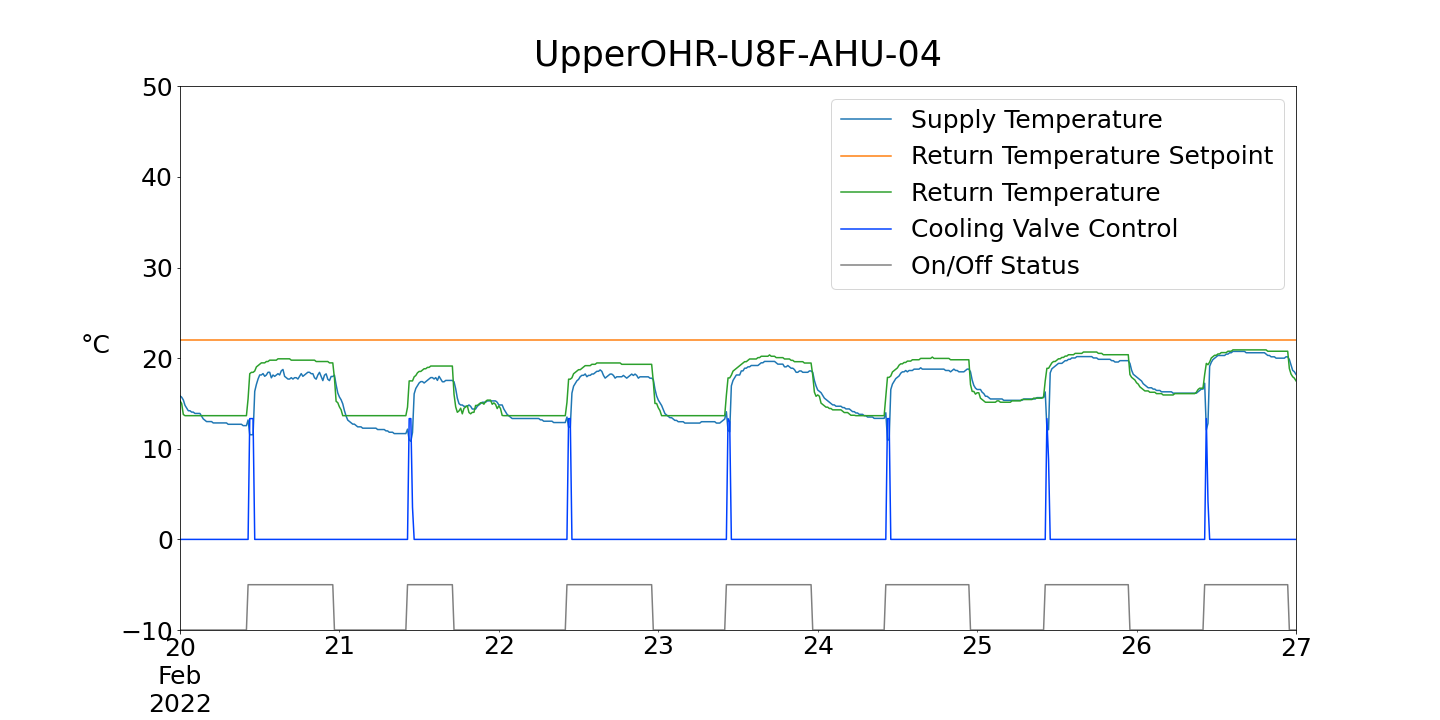 UpperOHR-U8F-AHU-04
50
40
30
20
10
0
−10
°C
Supply Temperature
Return Temperature Setpoint
Return Temperature
Cooling Valve Control
On/Off Status
20
21
22
23
24
25
26
27
Feb
2022